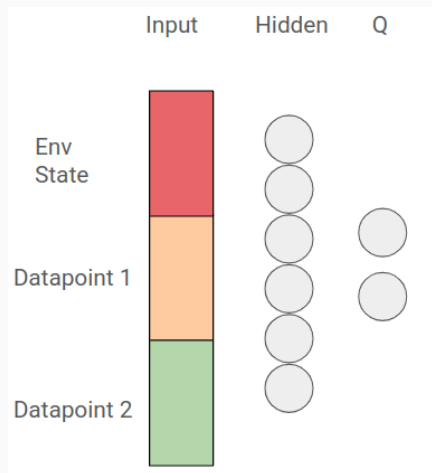 Input Hidden Q
Env
State
Datapoint 1
Datapoint 2